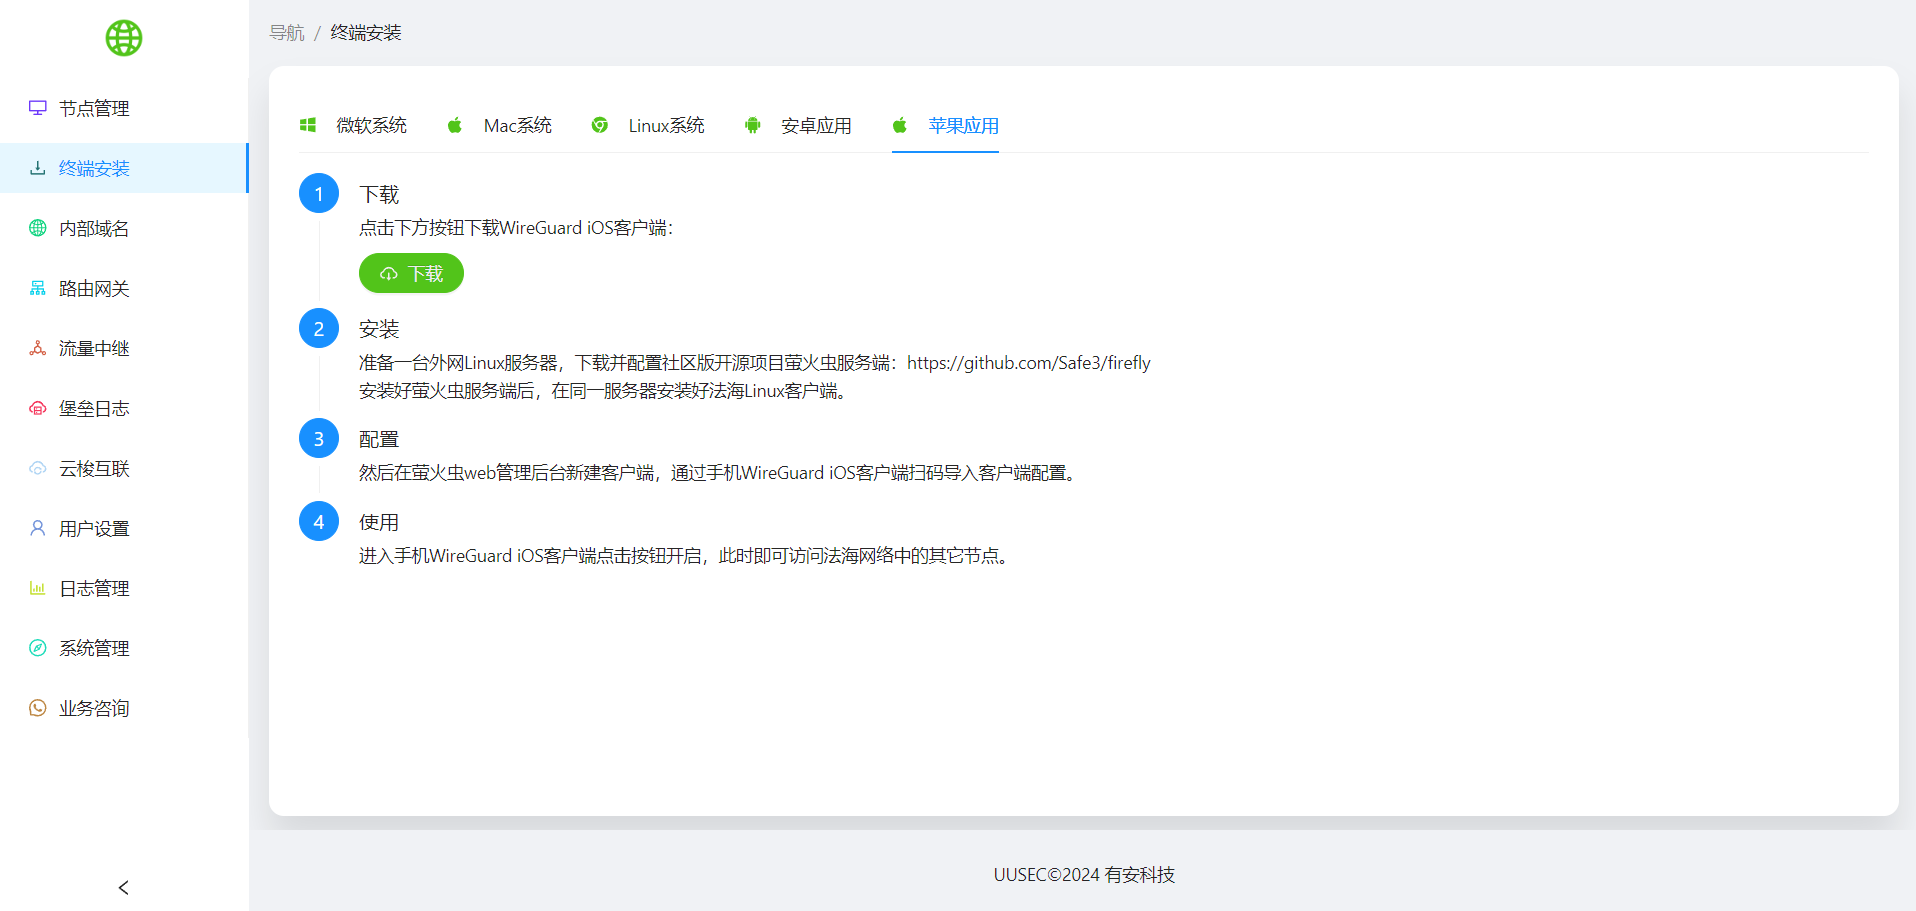 导航 / 终端安装
节点管理
终端安装
内部域名
路由网关
流量中继
堡垒日志
云梭互联
用户设置
日志管理
系统管理
业务咨询
微软系统 Mac系统 Linux系统 安卓应用 苹果应用
1 下载
点击下方按钮下载WireGuard iOS客户端：
下载
2 安装
准备一台外网Linux服务器，下载并配置社区版开源项目萤火虫服务端：https://github.com/Safe3/firefly
安装好萤火虫服务端后，在同一服务器安装好法海Linux客户端。
3 配置
然后在萤火虫web管理后台新建客户端，通过手机WireGuard iOS客户端扫码导入客户端配置。
4 使用
进入手机WireGuard iOS客户端点击按钮开启，此时即可访问法海网络中的其它节点。
UUSEC©2024 有安科技